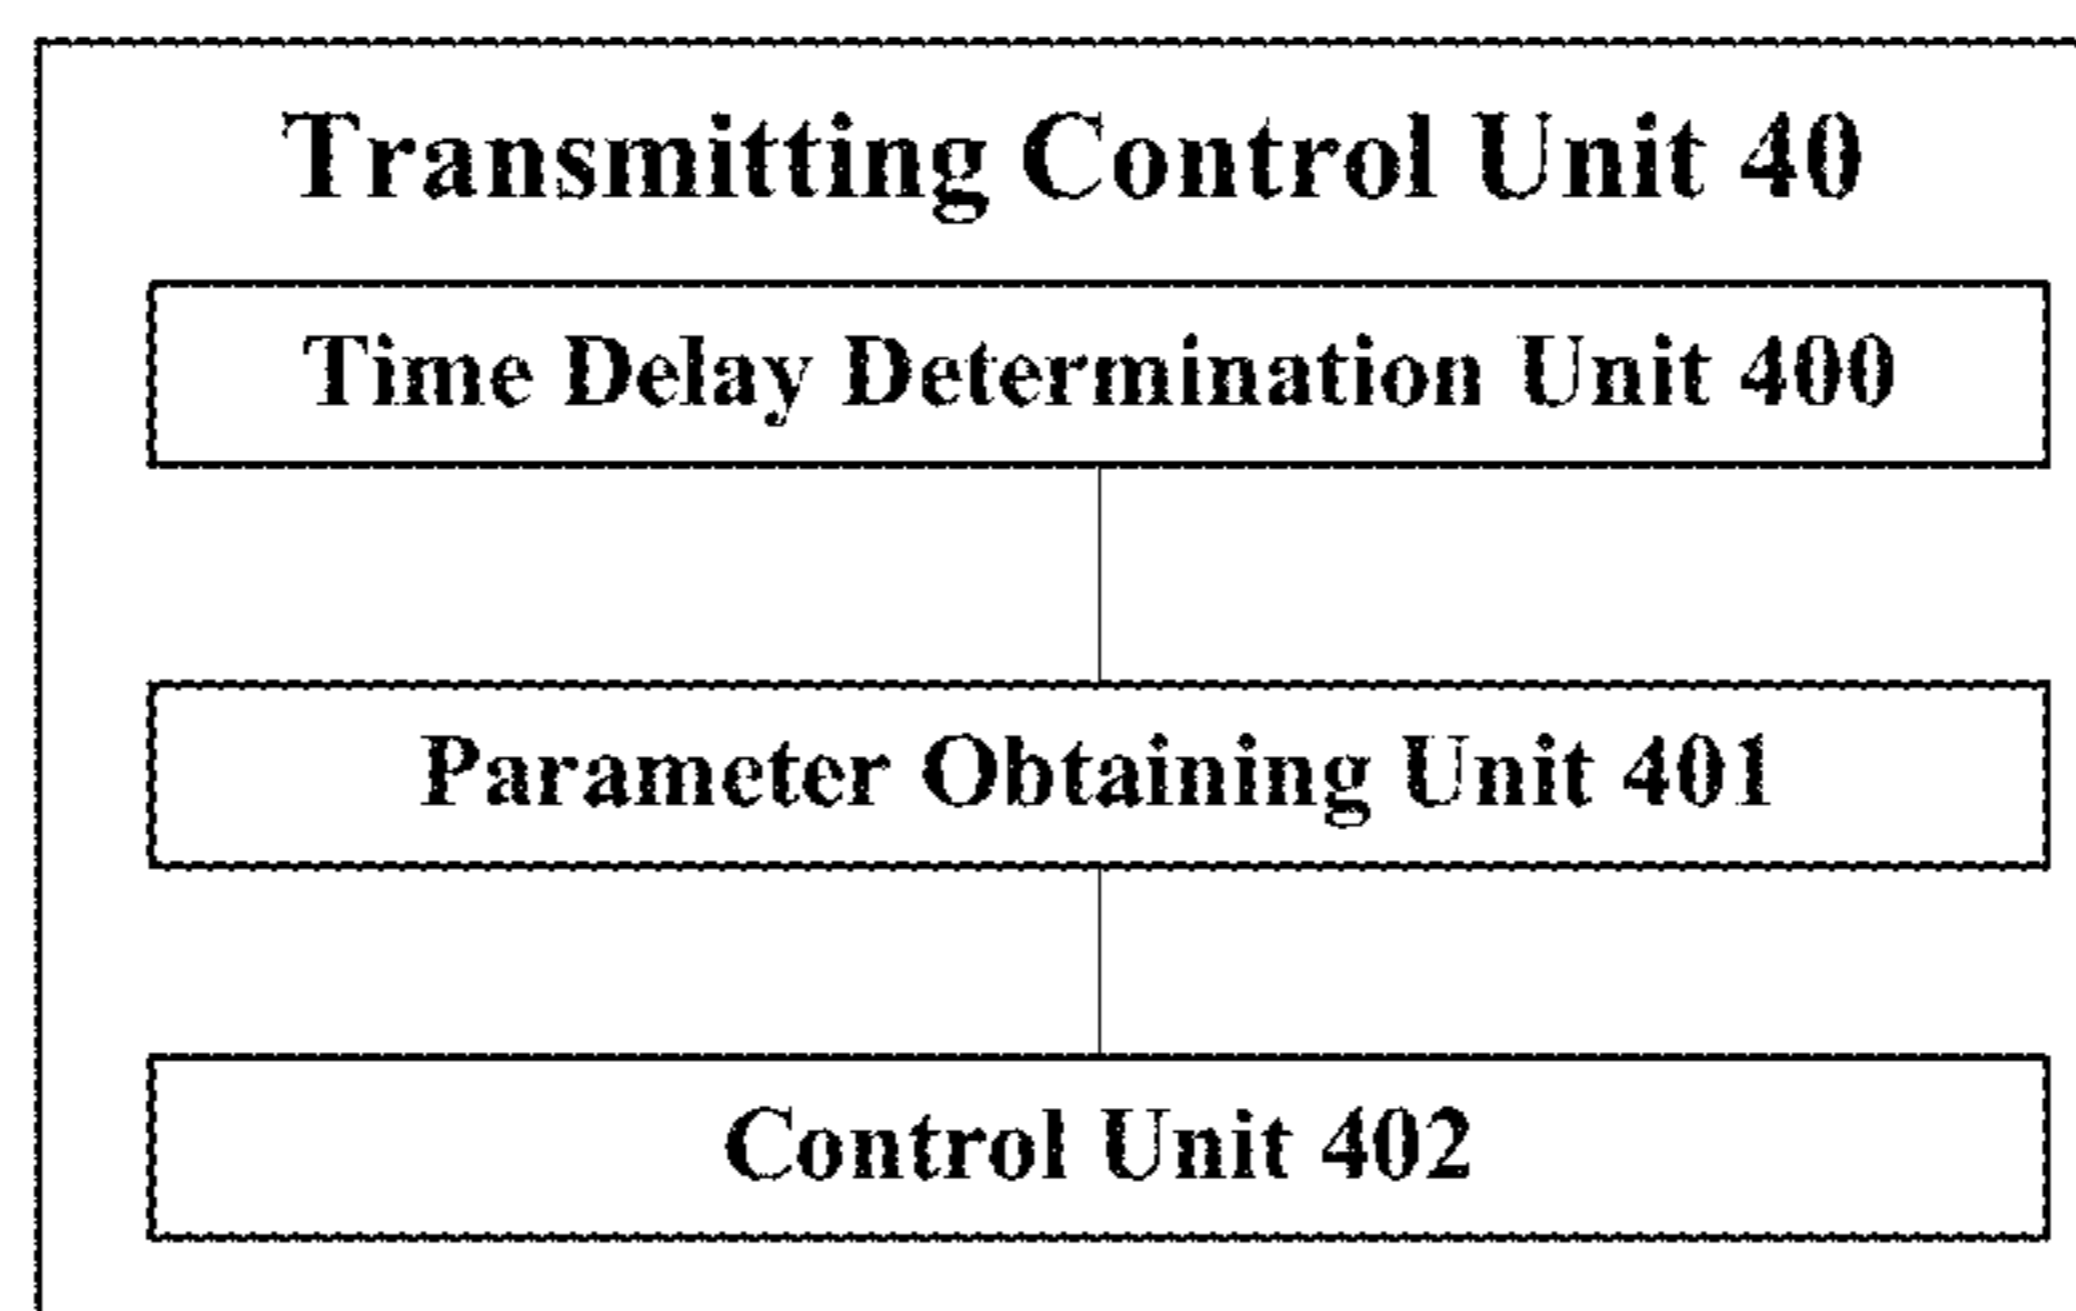 Transmitting Control Unit 40
Time Delay Determination Unit 400
Parameter Obtaining Unit 401
Control Unit 402